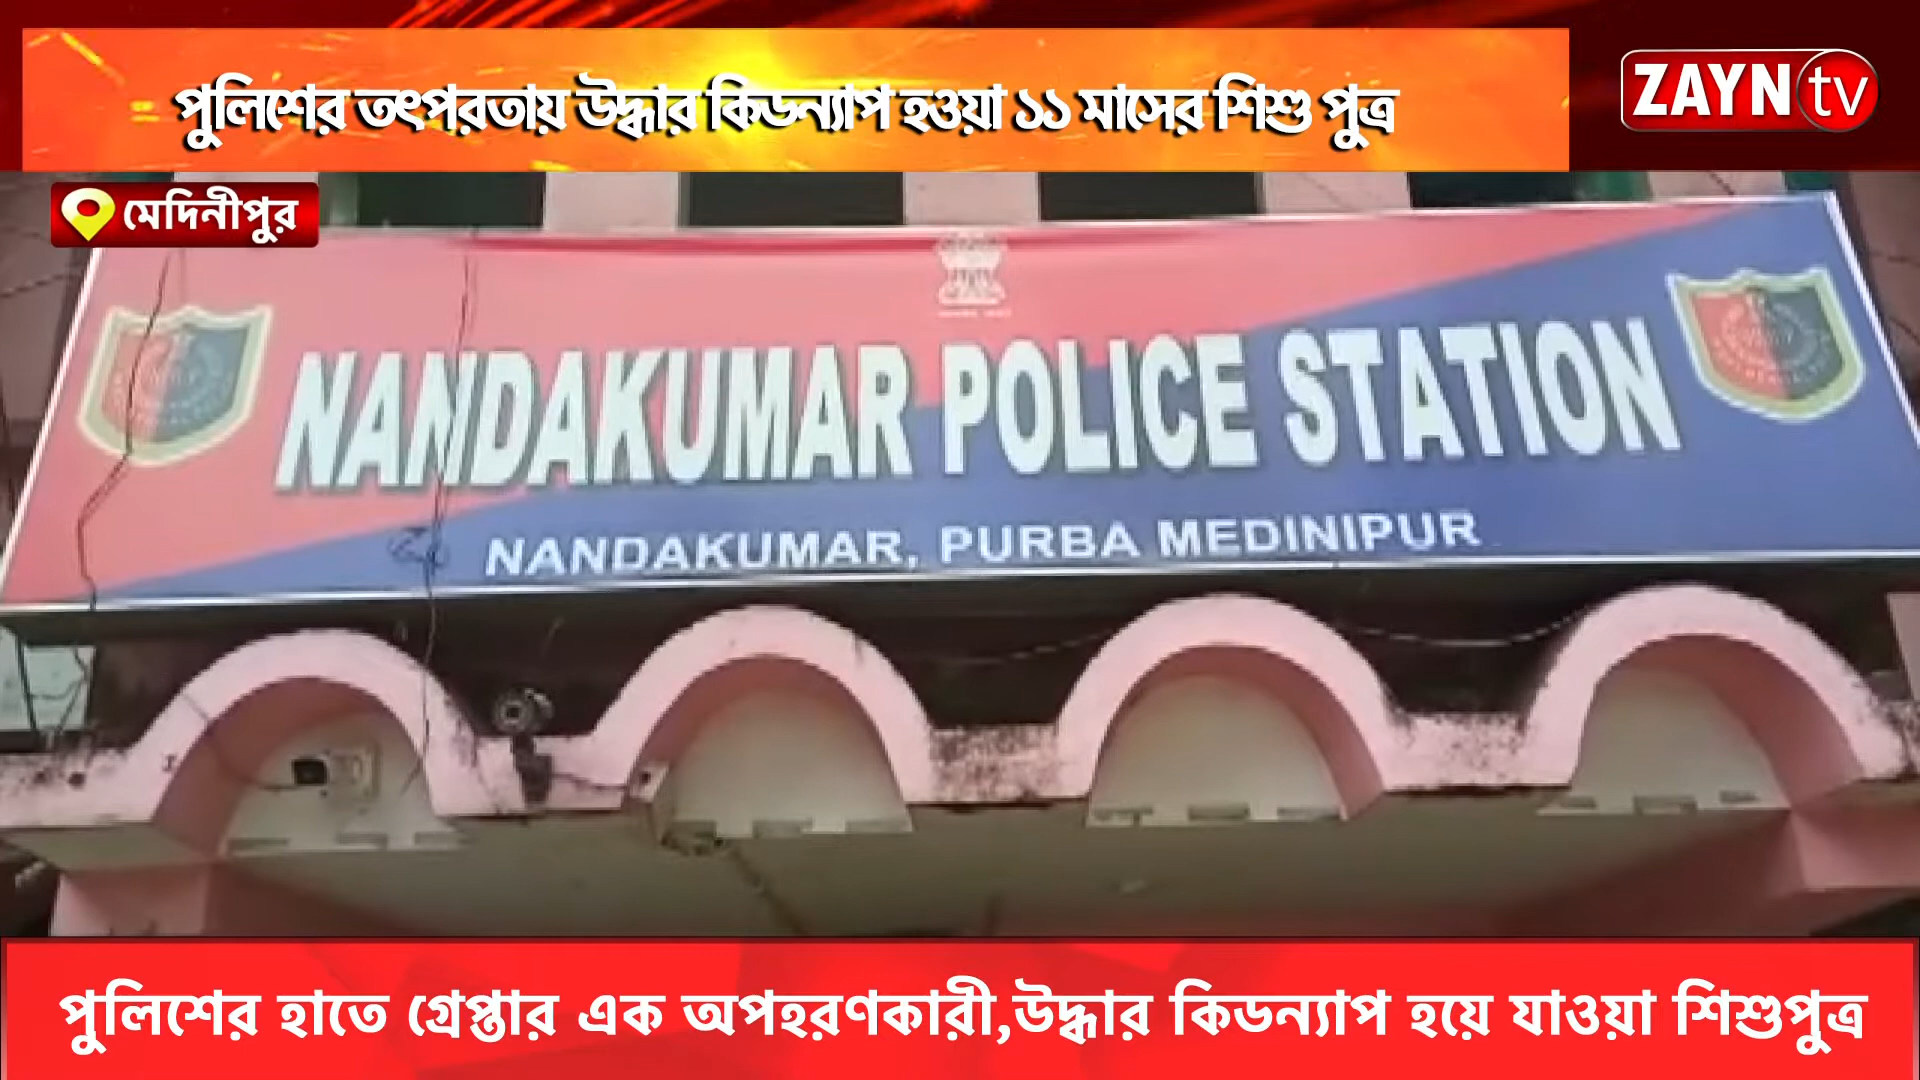 পুলিশের তৎপরতায় উদ্ধার কিডন্যাপ হওয়া ১১ মাসের শিশু পুত্র
ZAYN tv
মেদিনীপুর
NANDAKUMAR POLICE STATION
NANDAKUMAR, PURBA MEDINIPUR
পুলিশের হাতে গ্রেপ্তার এক অপহরণকারী,উদ্ধার কিডন্যাপ হয়ে যাওয়া শিশুপুত্র